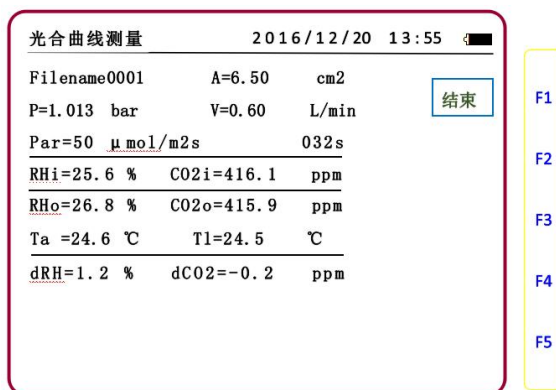 光合曲线测量 2016/12/20 13:55
Filename0001 A=6.50 cm2
结束
P=1.013 bar V=0.60 L/min
Par=50 μmol/m2s 032s
RHi=25.6 % CO2i=416.1 ppm
RHo=26.8 % CO2o=415.9 ppm
Ta =24.6 ℃ Tl=24.5 ℃
dRH=1.2 % dCO2=-0.2 ppm
F1
F2
F3
F4
F5